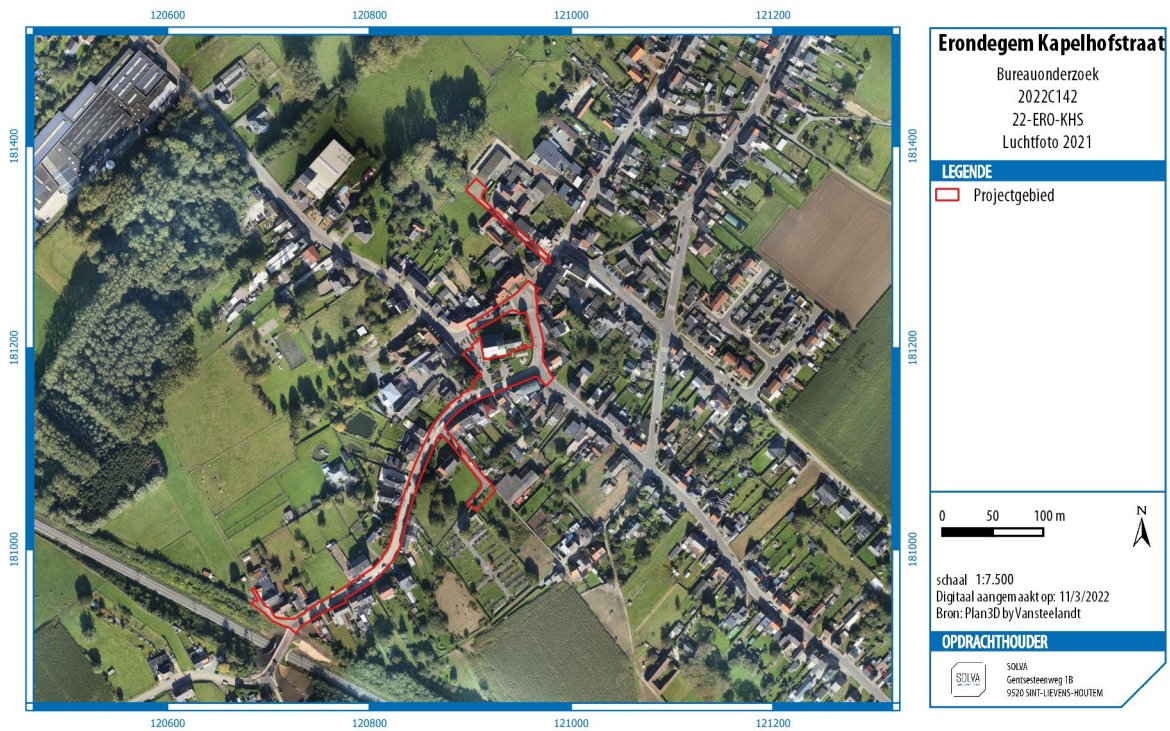 120600 120800 121000 121200
181400 181400
181200 181200
181000 181000
120600 120800 121000 121200
Erondegem Kapelhofstraat
Bureauonderzoek
2022C142
22-ERO-KHS
Luchtfoto 2021
LEGENDE
Projectgebied
0 50 100 m
N
schaal 1:7.500
Digitaal aangemaakt op: 11/3/2022
Bron: Plan3D by Vansteelandt
OPDRACHTHOUDER
SOLVA
SOLVA
Gentsesteenweg 1B
9520 SINT-LIEVENS-HOUTEM